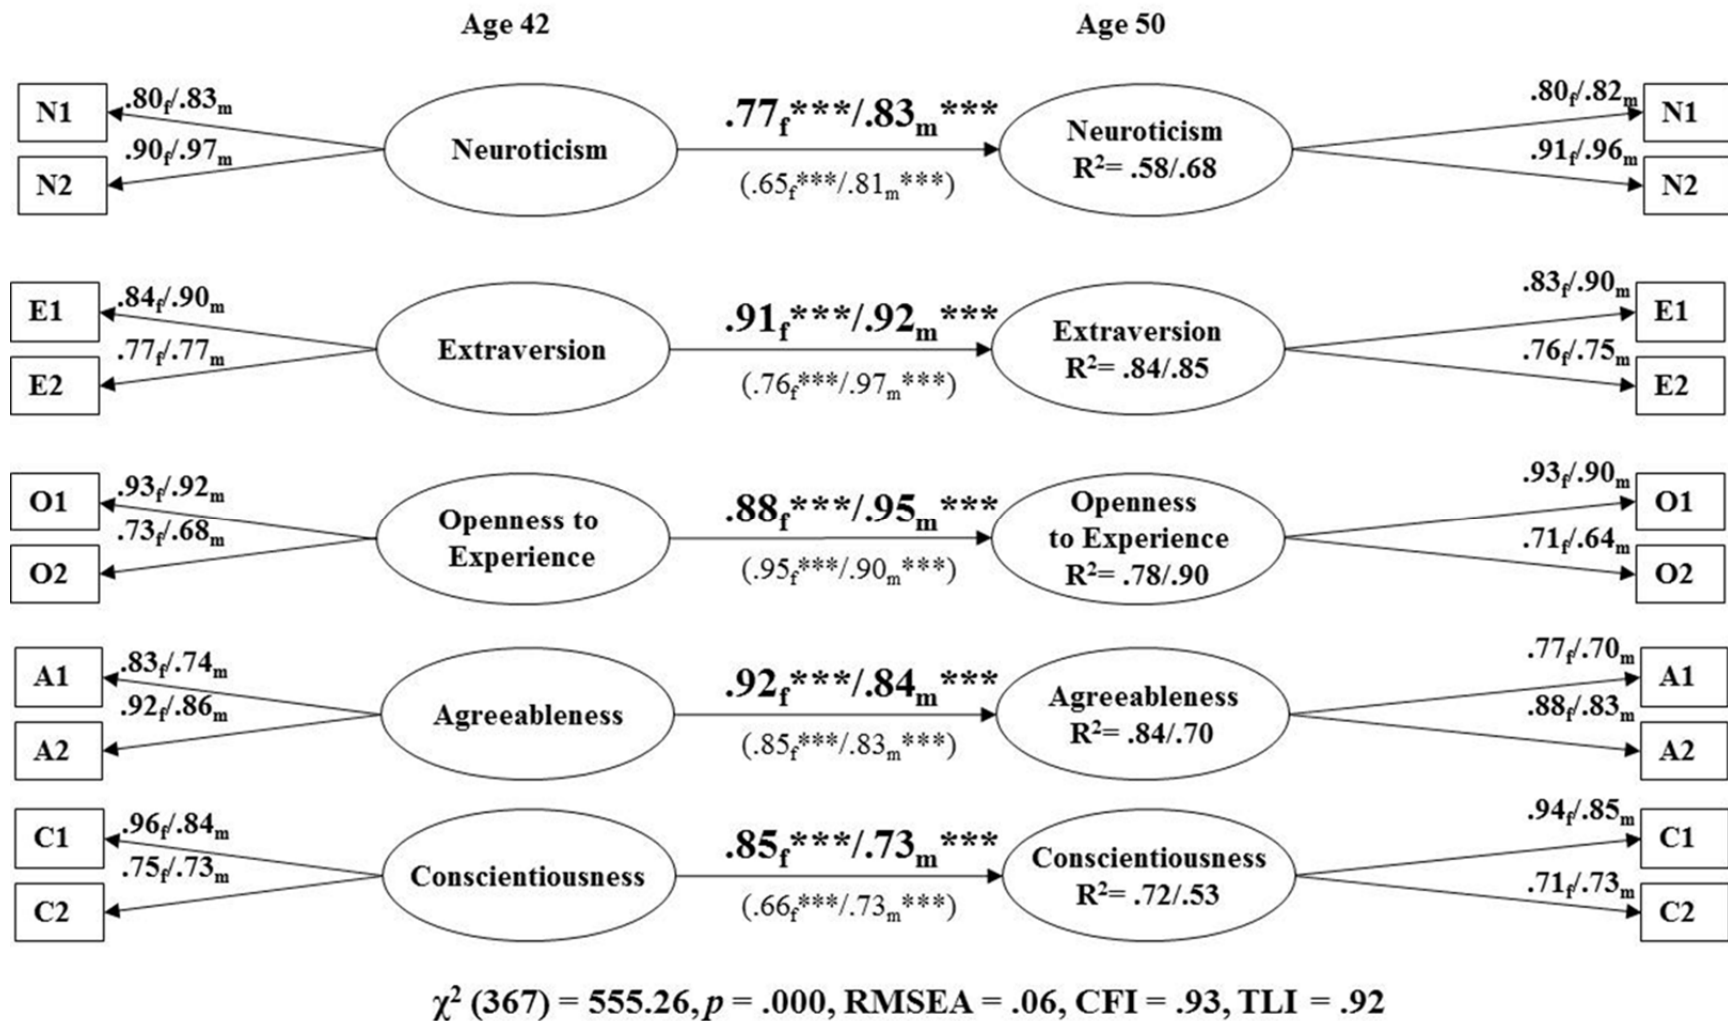 Age 42 Age 50
N1 .80f/.83m .77f***/.83m*** Neuroticism .80f/.82m N1
Neuroticism R²= .58/.68
N2 .90f/.97m (.65f***/.81m***) .91f/.96m N2
E1 .84f/.90m .91f***/.92m*** Extraversion .83f/.90m E1
Extraversion R²= .84/.85
E2 .77f/.77m (.76f***/.97m***) .76f/.75m E2
O1 .93f/.92m .88f***/.95m*** Openness .93f/.90m O1
Openness to to Experience
O2 .73f/.68m Experience (.95f***/.90m***) R²= .78/.90 .71f/.64m O2
A1 .83f/.74m .92f***/.84m*** Agreeableness .77f/.70m A1
Agreeableness R²= .84/.70
A2 .92f/.86m (.85f***/.83m***) .88f/.83m A2
C1 .96f/.84m .85f***/.73m*** Conscientiousness .94f/.85m C1
Conscientiousness R²= .72/.53
C2 .75f/.73m (.66f***/.73m***) .71f/.73m C2
χ² (367) = 555.26, p = .000, RMSEA = .06, CFI = .93, TLI = .92